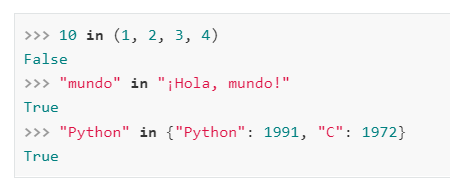 >>> 10 in (1, 2, 3, 4)
False
>>> "mundo" in "¡Hola, mundo!"
True
>>> "Python" in {"Python": 1991, "C": 1972}
True